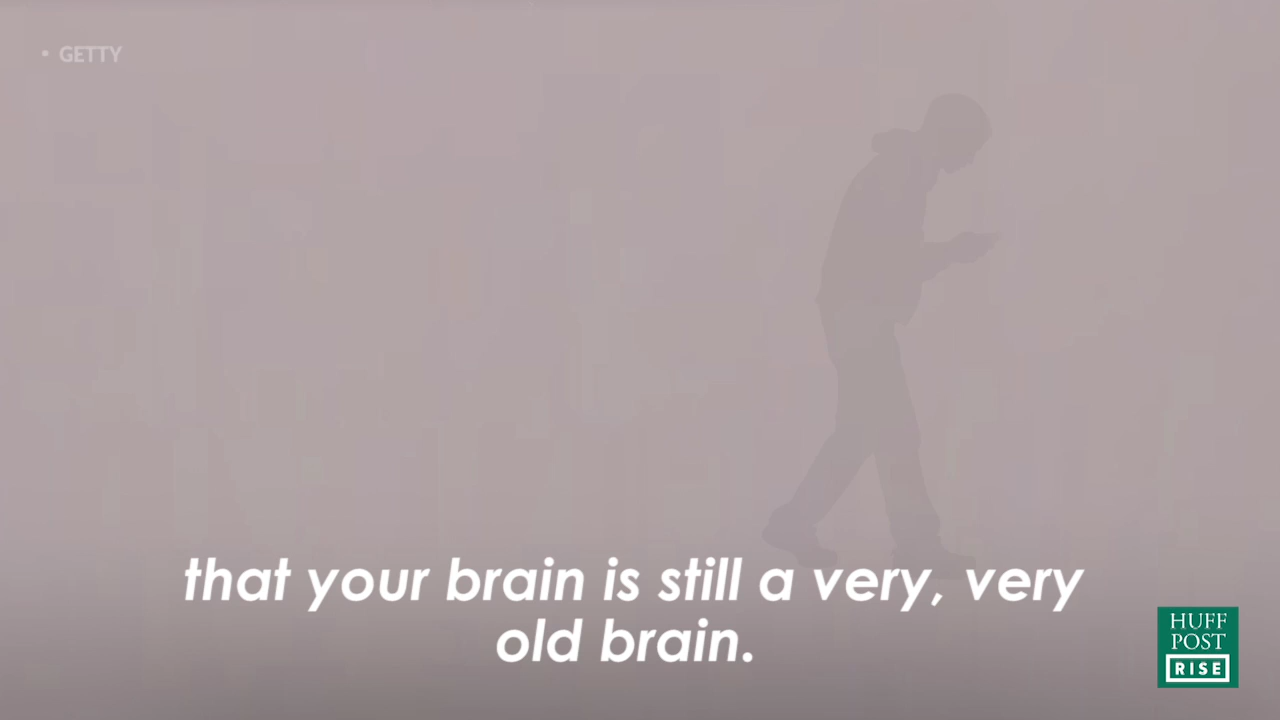 • GETTY
that your brain is still a very, very
old brain.
HUFF
POST
RISE